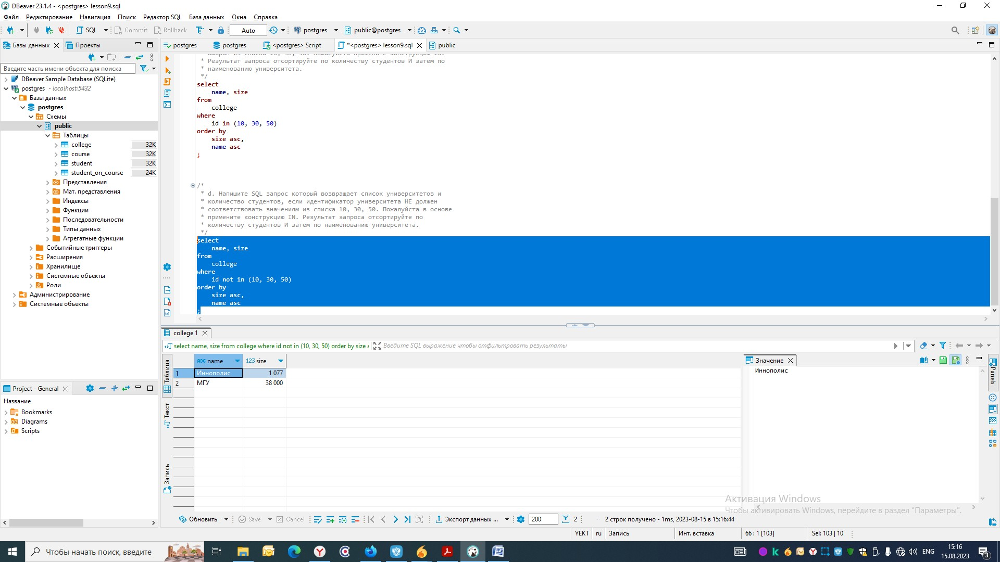 DBeaver 23.1.4 - <postgres> lesson9.sql
Файл Редактирование Навигация Поиск Редактор SQL База данных Окна Справка
SQL Commit Rollback Auto postgres public@postgres
Базы данных Проекты
postgres postgres <postgres> Script *<postgres> lesson9.sql public
Введите часть имени объекта для поиска
DBeaver Sample Database (SQLite)
postgres - localhost:5432
Базы данных
postgres
Схемы
public
Таблицы
college 32K
course 32K
student 32K
student_on_course 24K
Представления
Мат. представления
Индексы
Функции
Последовательности
Типы данных
Агрегатные функции
Событийные триггеры
Расширения
Хранилище
Системные объекты
Роли
Администрирование
Системные объекты
Project - General
Название
Bookmarks
Diagrams
Scripts
* Результат запроса отсортируйте по количеству студентов И затем по
* наименованию университета.
*/
select
name, size
from
college
where
id in (10, 30, 50)
order by
size asc,
name asc
;
/*
* d. Напишите SQL запрос который возвращает список университетов и
* количество студентов, если идентификатор университета НЕ должен
* соответствовать значениям из списка 10, 30, 50. Пожалуйста в основе
* примените конструкцию IN. Результат запроса отсортируйте по
* количеству студентов И затем по наименованию университета.
*/
select
name, size
from
college
where
id not in (10, 30, 50)
order by
size asc,
name asc
;
college 1
select name, size from college where id not in (10, 30, 50) order by size
Введите SQL выражение чтобы отфильтровать результаты
Таблица
Текст
Запись
ABC name 123 size
1 Иннополис 1 077
2 МГУ 38 000
Значение
Иннополис
Panels
Активация Windows
Чтобы активировать Windows, перейдите в раздел "Параметры".
Обновить Save Cancel Экспорт данных ... 200 2 ... 2 строк получено - 1ms, 2023-08-15 в 15:16:44
YEKT ru Запись Инт. вставка 66 : 1 [103] Sel: 103 | 10
Чтобы начать поиск, введите
ENG
15:16
15.08.2023
3